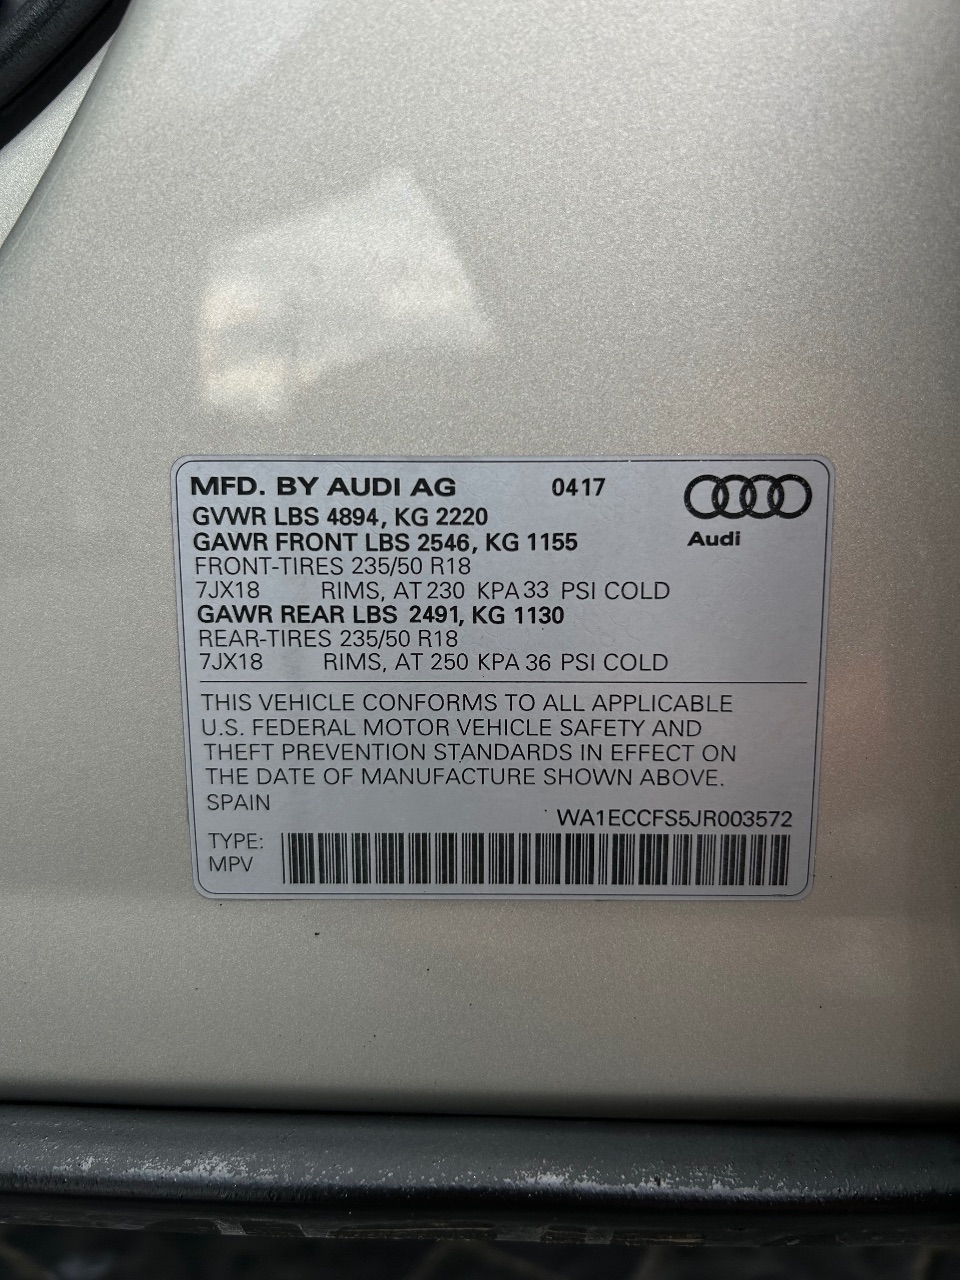 MFD. BY AUDI AG 0417
GVWR LBS 4894, KG 2220
GAWR FRONT LBS 2546, KG 1155
Audi
FRONT-TIRES 235/50 R18
7JX18 RIMS, AT 230 KPA 33 PSI COLD
GAWR REAR LBS 2491, KG 1130
REAR-TIRES 235/50 R18
7JX18 RIMS, AT 250 KPA 36 PSI COLD
THIS VEHICLE CONFORMS TO ALL APPLICABLE
U.S. FEDERAL MOTOR VEHICLE SAFETY AND
THEFT PREVENTION STANDARDS IN EFFECT ON
THE DATE OF MANUFACTURE SHOWN ABOVE.
SPAIN
WA1ECCFS5JR003572
TYPE:
MPV